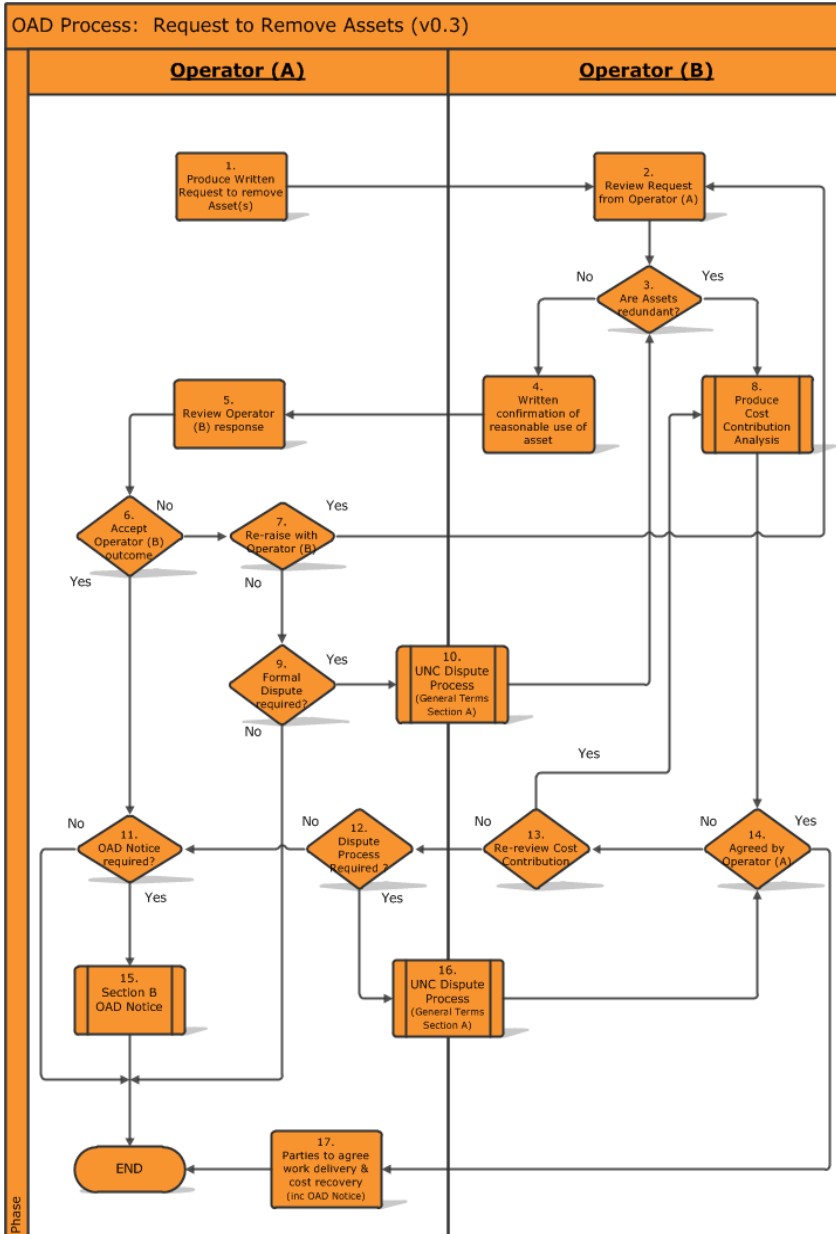 OAD Process:  Request to Remove Assets (v0.3)
Operator (A)
Operator (B)
1.
Produce Written
Request to remove
Asset(s)
2.
Review Request
from Operator (A)
No
Yes
3.
Are Assets
redundant?
5.
Review Operator
(B) response
4.
Written
confirmation of
reasonable use of
asset
8.
Produce
Cost
Contribution
Analysis
No
Yes
6.
Accept
Operator (B)
outcome
7.
Re-raise with
Operator (B)
Yes
No
9.
Formal
Dispute
required?
Yes
10.
UNC Dispute
Process
(General Terms
Section A)
No
Yes
No
11.
OAD Notice
required?
No
12.
Dispute
Process
Required ?
No
13.
Re-review Cost
Contribution
No
Yes
14.
Agreed by
Operator (A)
Yes
Yes
15.
Section B
OAD Notice
16.
UNC Dispute
Process
(General Terms
Section A)
END
17.
Parties to agree
work delivery &
cost recovery
(inc OAD Notice)
Phase